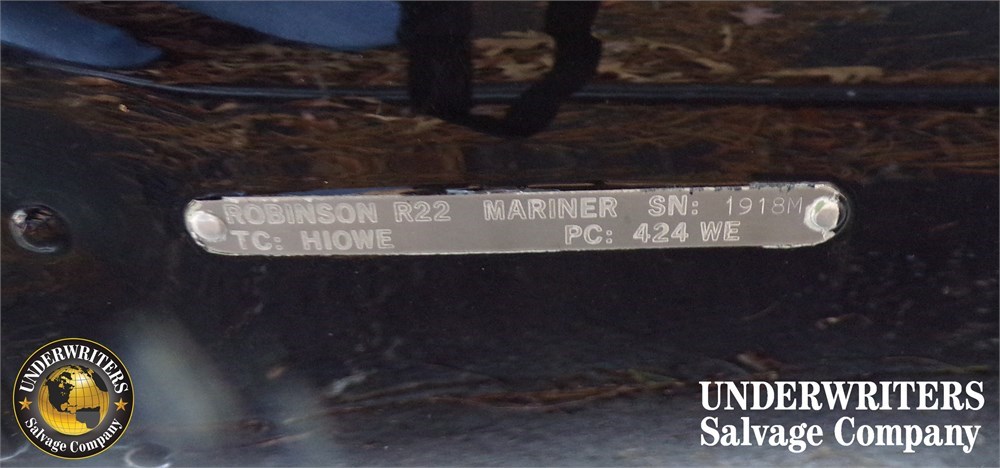 ROBINSON R22 MARINER SN: 1918M
TC: H10WE PC: 424 WE
UNDERWRITERS
Salvage Company
UNDERWRITERS
Salvage Company